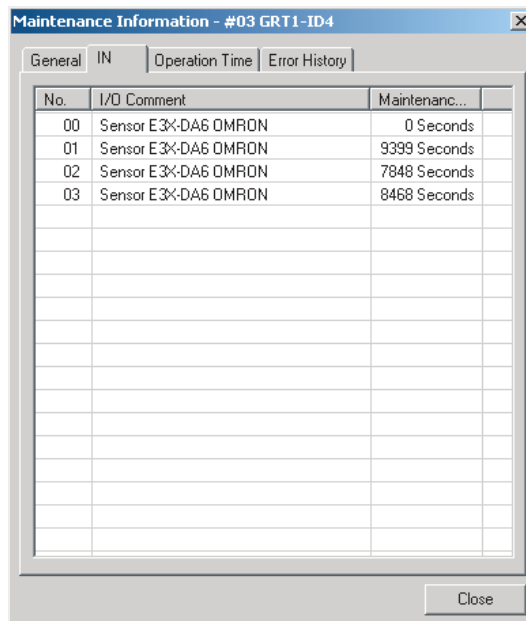 Maintenance Information - #03 GRT1-ID4
General IN Operation Time Error History
No. I/O Comment Maintenanc...
00 Sensor E3X-DA6 OMRON 0 Seconds
01 Sensor E3X-DA6 OMRON 9399 Seconds
02 Sensor E3X-DA6 OMRON 7848 Seconds
03 Sensor E3X-DA6 OMRON 8468 Seconds
Close